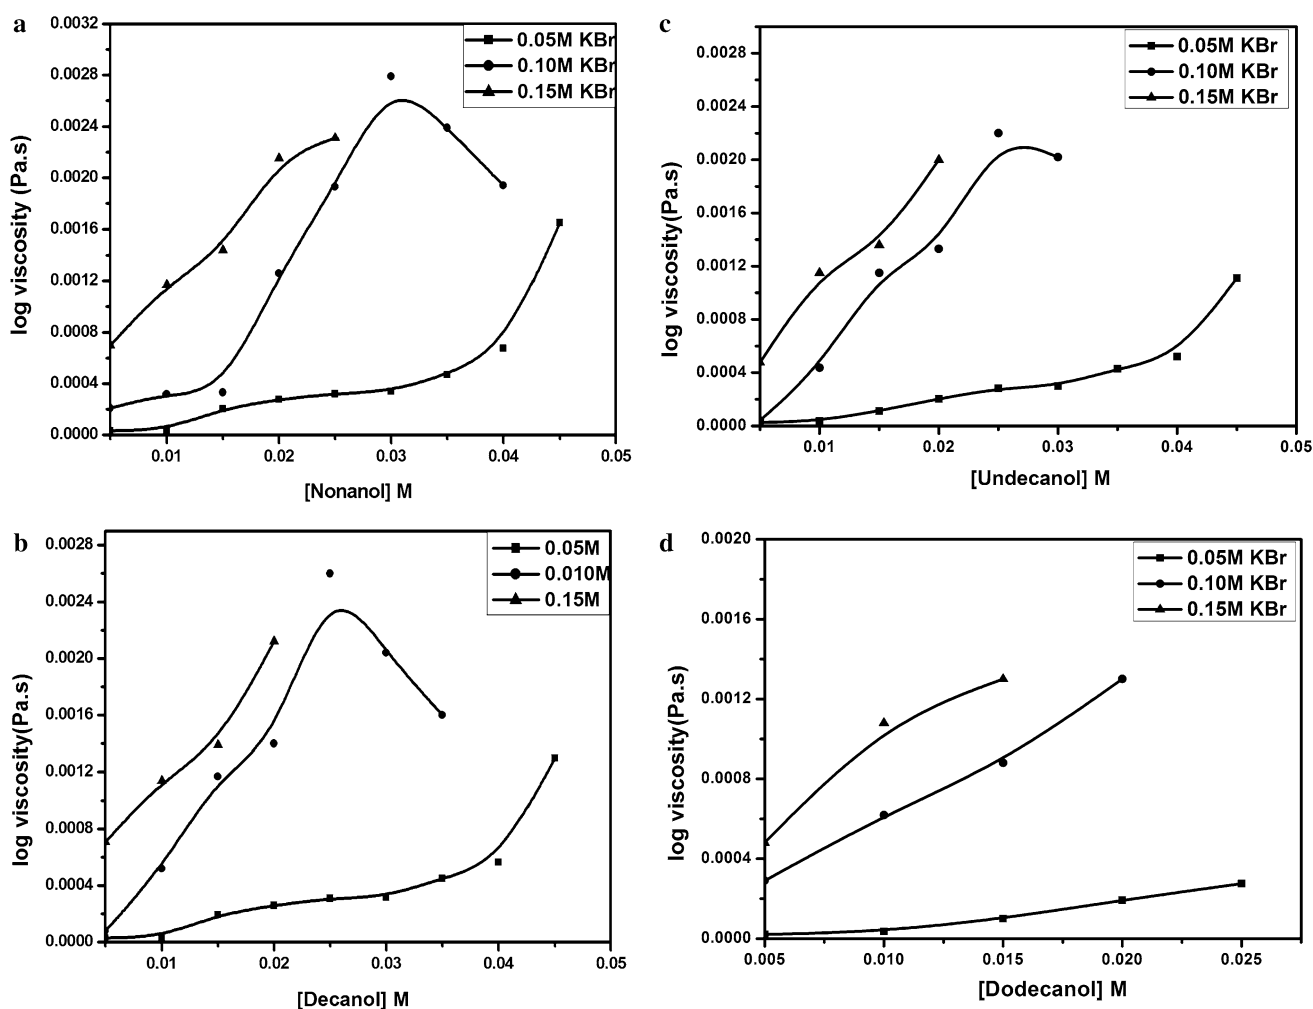 a
0.0032
0.0028
0.0024
0.0020
0.0016
0.0012
0.0008
0.0004
0.0000
log viscosity (Pa.s)
0.05M KBr
0.10M KBr
0.15M KBr
0.01 0.02 0.03 0.04 0.05
[Nonanol] M
c
0.0028
0.0024
0.0020
0.0016
0.0012
0.0008
0.0004
0.0000
log viscosity(Pa.s)
0.05M KBr
0.10M KBr
0.15M KBr
0.01 0.02 0.03 0.04 0.05
[Undecanol] M
b
0.0028
0.0024
0.0020
0.0016
0.0012
0.0008
0.0004
0.0000
log viscosity(Pa.s)
0.05M
0.010M
0.15M
0.01 0.02 0.03 0.04 0.05
[Decanol] M
d
0.0020
0.0016
0.0012
0.0008
0.0004
0.0000
log viscosity(Pa.s)
0.05M KBr
0.10M KBr
0.15M KBr
0.005 0.010 0.015 0.020 0.025
[Dodecanol] M